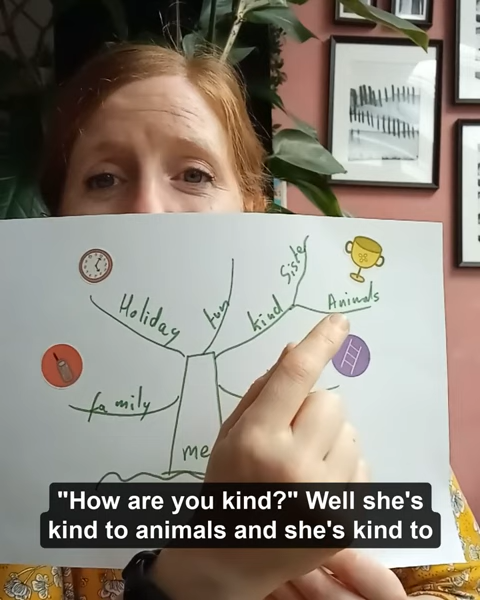 Sister
Animals
Holiday
fun
kind
family
me
"How are you kind?" Well she's
kind to animals and she's kind to